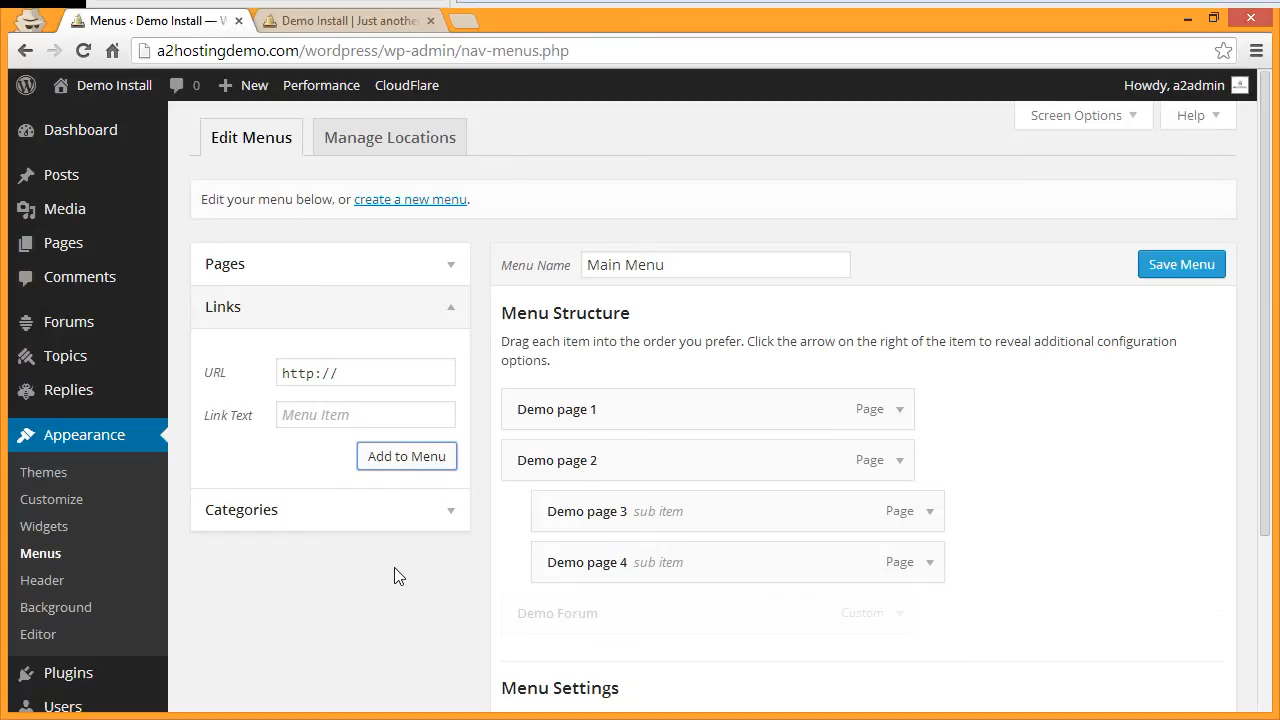 Menus ‹ Demo Install — W
Demo Install | Just anothe
a2hostingdemo.com/wordpress/wp-admin/nav-menus.php
Demo Install 0 New Performance CloudFlare Howdy, a2admin
Screen Options Help
Edit Menus Manage Locations
Edit your menu below, or create a new menu.
Dashboard
Posts
Media
Pages
Comments
Forums
Topics
Replies
Appearance
Themes
Customize
Widgets
Menus
Header
Background
Editor
Plugins
Users
Pages
Links
URL http://
Link Text Menu Item
Add to Menu
Categories
Menu Name Main Menu Save Menu
Menu Structure
Drag each item into the order you prefer. Click the arrow on the right of the item to reveal additional configuration
options.
Demo page 1 Page
Demo page 2 Page
Demo page 3 sub item Page
Demo page 4 sub item Page
Demo Forum Custom
Menu Settings